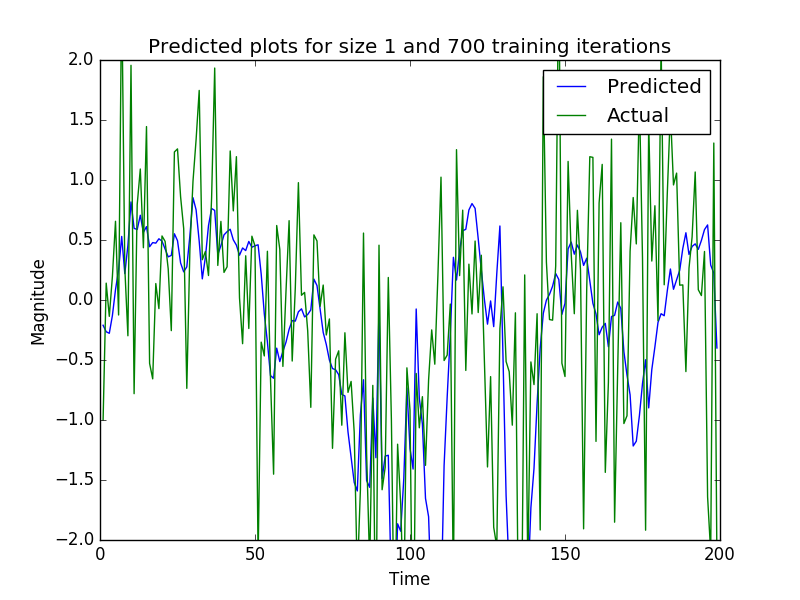 Predicted plots for size 1 and 700 training iterations
2.0
1.5
1.0
0.5
0.0
−0.5
−1.0
−1.5
−2.0
Magnitude
Predicted
Actual
0
50
100
150
200
Time